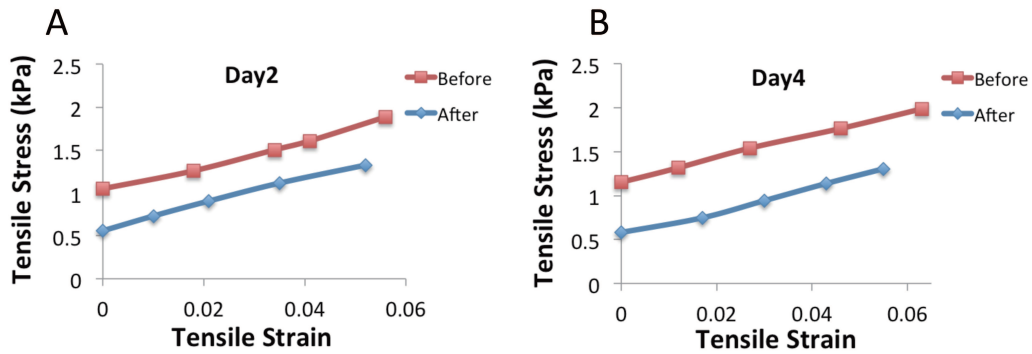 A
Day2
Tensile Stress (kPa)
2.5
2
1.5
1
0.5
0
0 0.02 0.04 0.06
Tensile Strain
Before
After
B
Day4
Tensile Stress (kPa)
2.5
2
1.5
1
0.5
0
0 0.02 0.04 0.06
Tensile Strain
Before
After